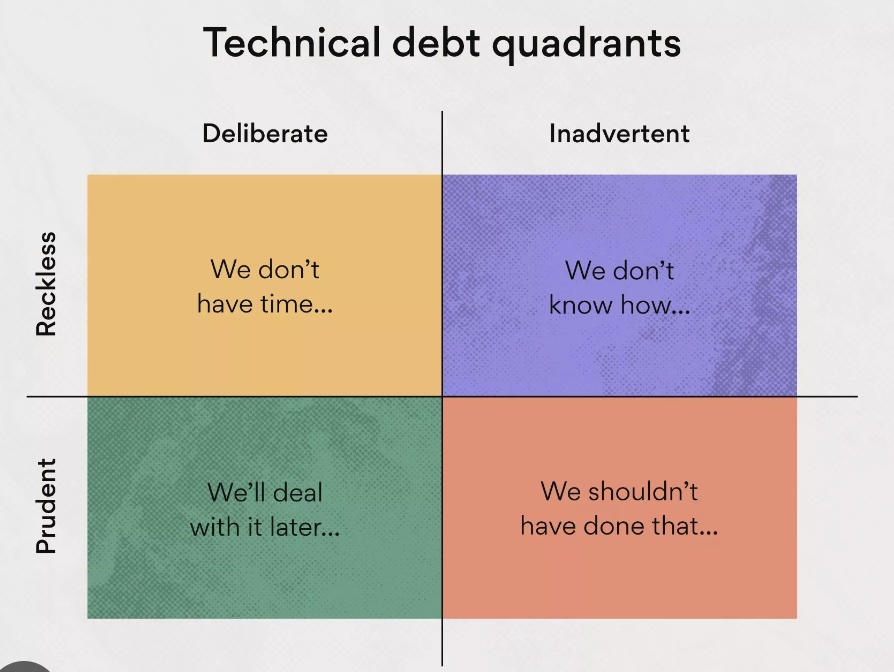 Technical debt quadrants
Deliberate
Inadvertent
Reckless
We don’t
have time...
We don’t
know how...
Prudent
We’ll deal
with it later...
We shouldn’t
have done that...